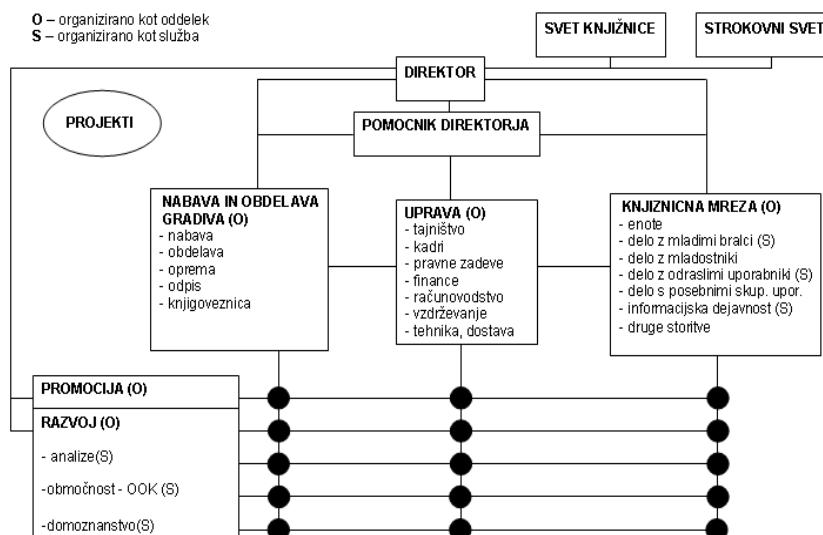 O – organizirano kot oddelek
S – organizirano kot služba
SVET KNJIŽNICE
STROKOVNI SVET
DIREKTOR
PROJEKTI
POMOCNIK DIREKTORJA
NABAVA IN OBDELAVA
GRADIVA (O)
- nabava
- obdelava
- oprema
- odpis
- knjigoveznica
UPRAVA (O)
- tajništvo
- kadri
- pravne zadeve
- finance
- računovodstvo
- vzdrževanje
- tehnika, dostava
KNJIZNICNA MREZA (O)
- enote
- delo z mladimi bralci (S)
- delo z mladostniki
- delo z odraslimi uporabniki (S)
- delo s posebnimi skup. upor.
- informacijska dejavnost (S)
- druge storitve
PROMOCIJA (O)
RAZVOJ (O)
- analize(S)
-območnost - OOK (S)
-domoznanstvo(S)